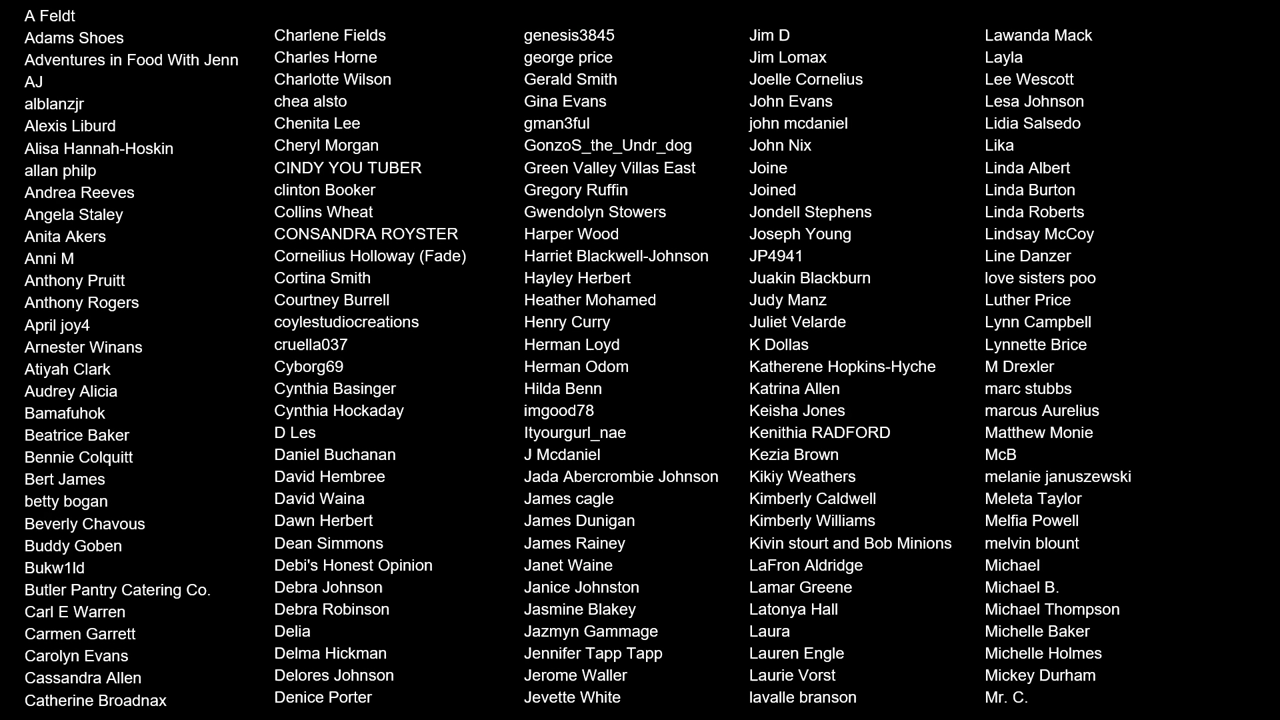 A Feldt
Adams Shoes
Adventures in Food With Jenn
AJ
alblanzjr
Alexis Liburd
Alisa Hannah-Hoskin
allan philp
Andrea Reeves
Angela Staley
Anita Akers
Anni M
Anthony Pruitt
Anthony Rogers
April joy4
Arnester Winans
Atiyah Clark
Audrey Alicia
Bamafuhok
Beatrice Baker
Bennie Colquitt
Bert James
betty bogan
Beverly Chavous
Buddy Goben
Bukw1ld
Butler Pantry Catering Co.
Carl E Warren
Carmen Garrett
Carolyn Evans
Cassandra Allen
Catherine Broadnax
Charlene Fields
Charles Horne
Charlotte Wilson
chea alsto
Chenita Lee
Cheryl Morgan
CINDY YOU TUBER
clinton Booker
Collins Wheat
CONSANDRA ROYSTER
Corneilius Holloway (Fade)
Cortina Smith
Courtney Burrell
coylestudiocreations
cruella037
Cyborg69
Cynthia Basinger
Cynthia Hockaday
D Les
Daniel Buchanan
David Hembree
David Waina
Dawn Herbert
Dean Simmons
Debi's Honest Opinion
Debra Johnson
Debra Robinson
Delia
Delma Hickman
Delores Johnson
Denice Porter
genesis3845
george price
Gerald Smith
Gina Evans
gman3ful
GonzoS_the_Undr_dog
Green Valley Villas East
Gregory Ruffin
Gwendolyn Stowers
Harper Wood
Harriet Blackwell-Johnson
Hayley Herbert
Heather Mohamed
Henry Curry
Herman Loyd
Herman Odom
Hilda Benn
imgood78
Ityourgurl_nae
J Mcdaniel
Jada Abercrombie Johnson
James cagle
James Dunigan
James Rainey
Janet Waine
Janice Johnston
Jasmine Blakey
Jazmyn Gammage
Jennifer Tapp Tapp
Jerome Waller
Jevette White
Jim D
Jim Lomax
Joelle Cornelius
John Evans
john mcdaniel
John Nix
Joine
Joined
Jondell Stephens
Joseph Young
JP4941
Juakin Blackburn
Judy Manz
Juliet Velarde
K Dollas
Katherene Hopkins-Hyche
Katrina Allen
Keisha Jones
Kenithia RADFORD
Kezia Brown
Kikiy Weathers
Kimberly Caldwell
Kimberly Williams
Kivin stourt and Bob Minions
LaFron Aldridge
Lamar Greene
Latonya Hall
Laura
Lauren Engle
Laurie Vorst
lavalle branson
Lawanda Mack
Layla
Lee Wescott
Lesa Johnson
Lidia Salsedo
Lika
Linda Albert
Linda Burton
Linda Roberts
Lindsay McCoy
Line Danzer
love sisters poo
Luther Price
Lynn Campbell
Lynnette Brice
M Drexler
marc stubbs
marcus Aurelius
Matthew Monie
McB
melanie januszewski
Meleta Taylor
Melfia Powell
melvin blount
Michael
Michael B.
Michael Thompson
Michelle Baker
Michelle Holmes
Mickey Durham
Mr. C.